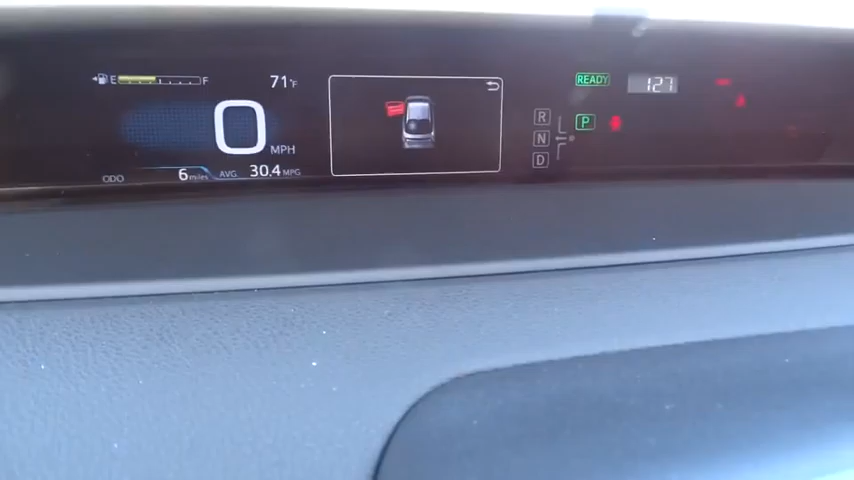 E F
71°F
READY
127
0 MPH
R
N
D
P
ODO 6 miles AVG 30.4 MPG